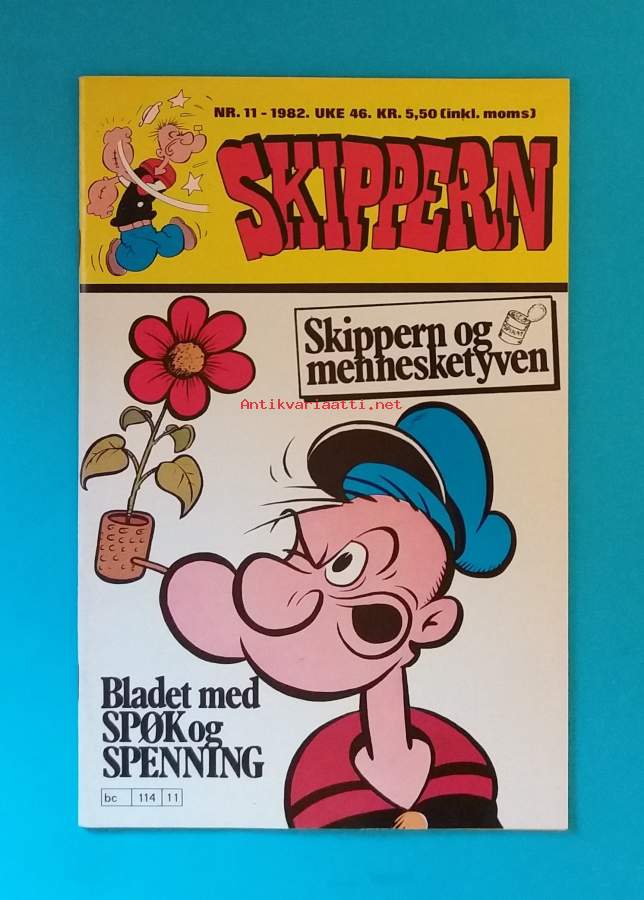 NR. 11 - 1982. UKE 46. KR. 5,50 (inkl. moms)
SKIPPERN
Skippern og
mennesketyven
Antikvariaatti.net
Bladet med
SPØK og
SPENNING
bc 114 11